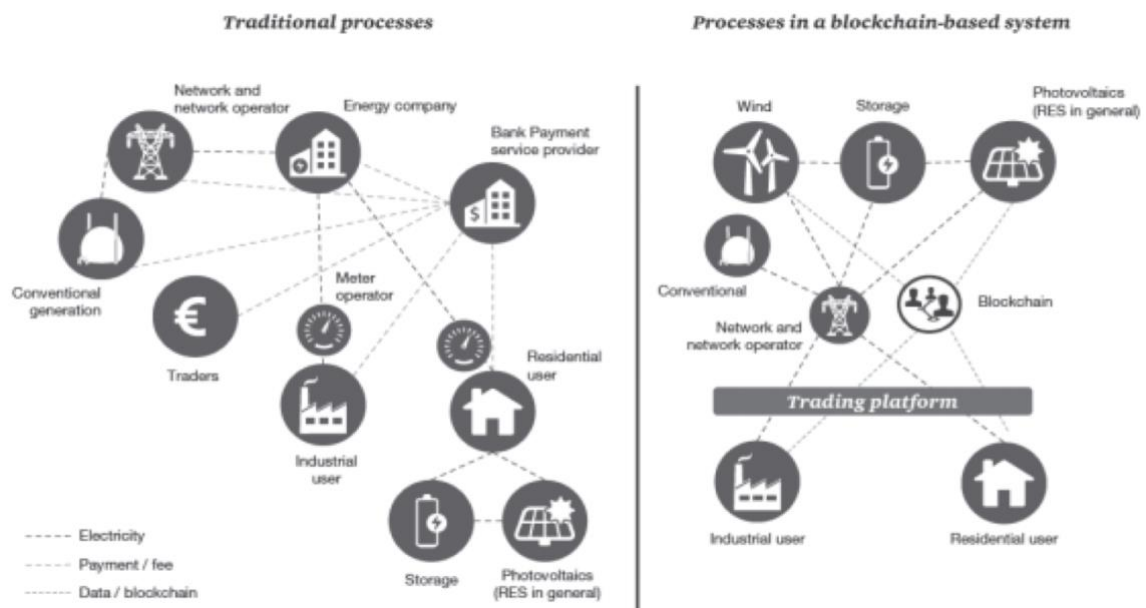 Traditional processes
Network and
network operator
Energy company
Bank Payment
service provider
$
Conventional
generation
€
Traders
Meter
operator
Residential
user
Industrial
user
Storage
Photovoltaics
(RES in general)
Electricity
Payment / fee
Data / blockchain
Processes in a blockchain-based system
Wind
Storage
Photovoltaics
(RES in general)
Conventional
Network and
network operator
Blockchain
Trading platform
Industrial user
Residential user